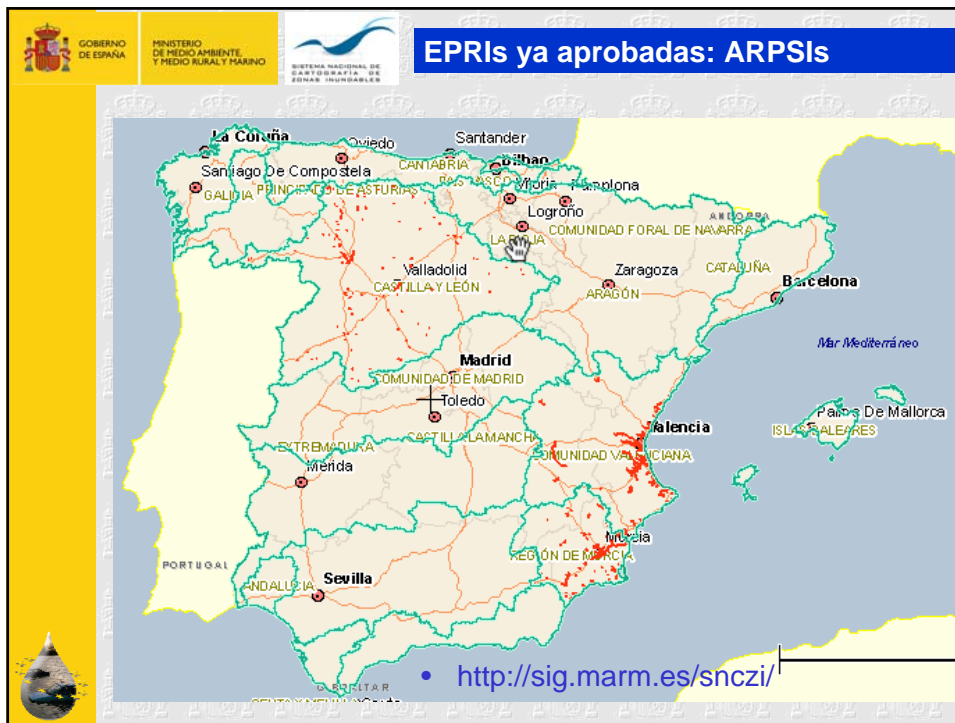 GOBIERNO
DE ESPAÑA
MINISTERIO
DE MEDIO AMBIENTE,
Y MEDIO RURAL Y MARINO
SISTEMA NACIONAL DE
CARTOGRAFÍA DE
ZONAS INUNDABLES
EPRIs ya aprobadas: ARPSIs
La Coruña
Oviedo
Santander
Bilbao
CANTABRIA
PAIS VASCO
Santiago De Compostela
GALICIA
PRINCIPADO DE ASTURIAS
Vitoria
Pamplona
Logroño
ANDORRA
LA RIOJA
COMUNIDAD FORAL DE NAVARRA
Valladolid
CASTILLA Y LEÓN
Zaragoza
ARAGÓN
CATALUÑA
Barcelona
Mar Mediterráneo
Madrid
COMUNIDAD DE MADRID
Toledo
CASTILLA LA MANCHA
EXTREMADURA
Mérida
Valencia
COMUNIDAD VALENCIANA
Palma De Mallorca
ISLAS BALEARES
Murcia
REGIÓN DE MURCIA
PORTUGAL
ANDALUCIA
Sevilla
GIBRALTAR
• http://sig.marm.es/snczi/